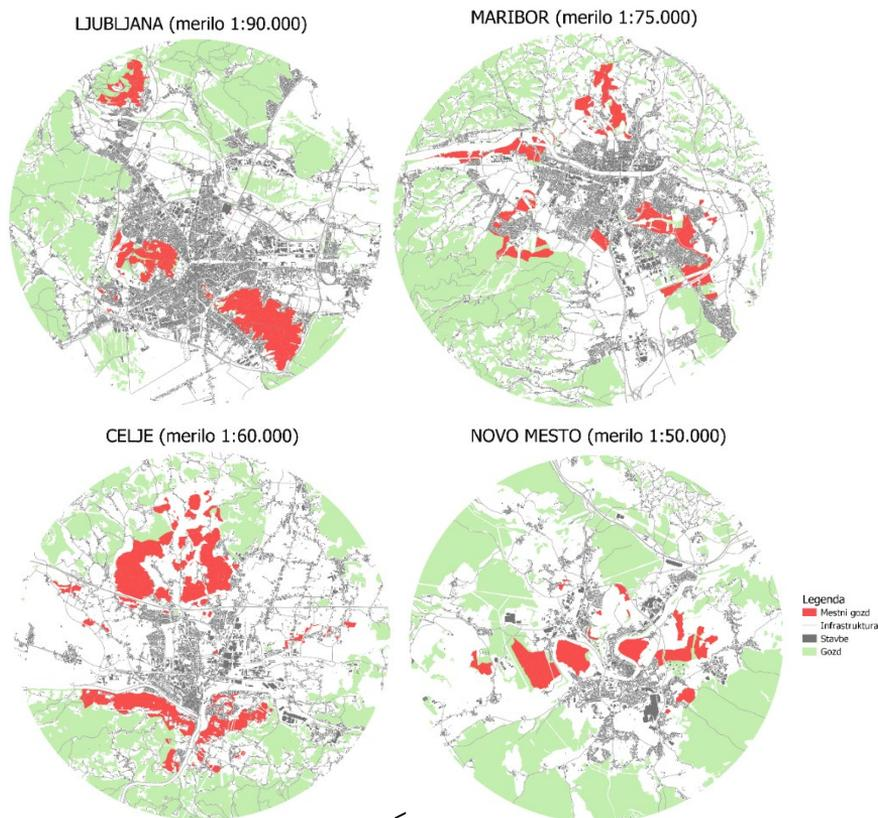 LJUBLJANA (merilo 1:90.000)
MARIBOR (merilo 1:75.000)
CELJE (merilo 1:60.000)
NOVO MESTO (merilo 1:50.000)
Legenda
Mestni gozd
Infrastruktura
Stavbe
Gozd